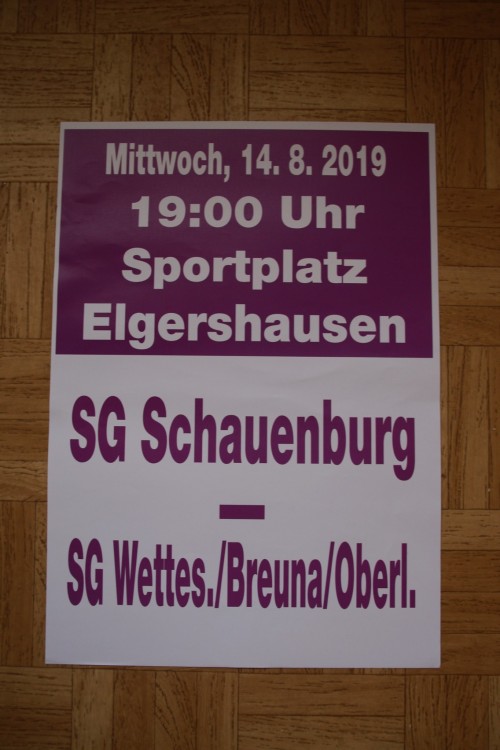 Mittwoch, 14. 8. 2019
19:00 Uhr
Sportplatz
Elgershausen
SG Schauenburg
–
SG Wettes./Breuna/Oberl.